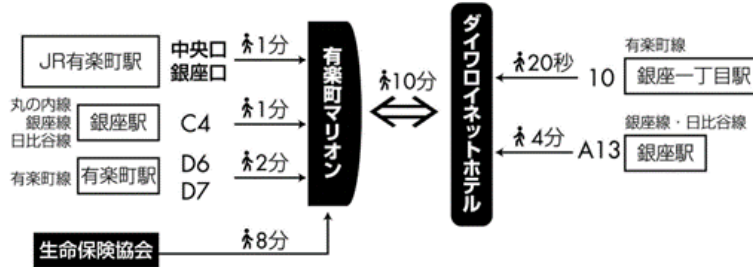 JR有楽町駅
中央口
銀座口
1分
丸の内線
銀座線
日比谷線
銀座駅
C4
1分
有楽町線
有楽町駅
D6
D7
2分
生命保険協会
8分
有楽町マリオン
10分
ダイワロイネットホテル
20秒
10
有楽町線
銀座一丁目駅
4分
A13
銀座線・日比谷線
銀座駅